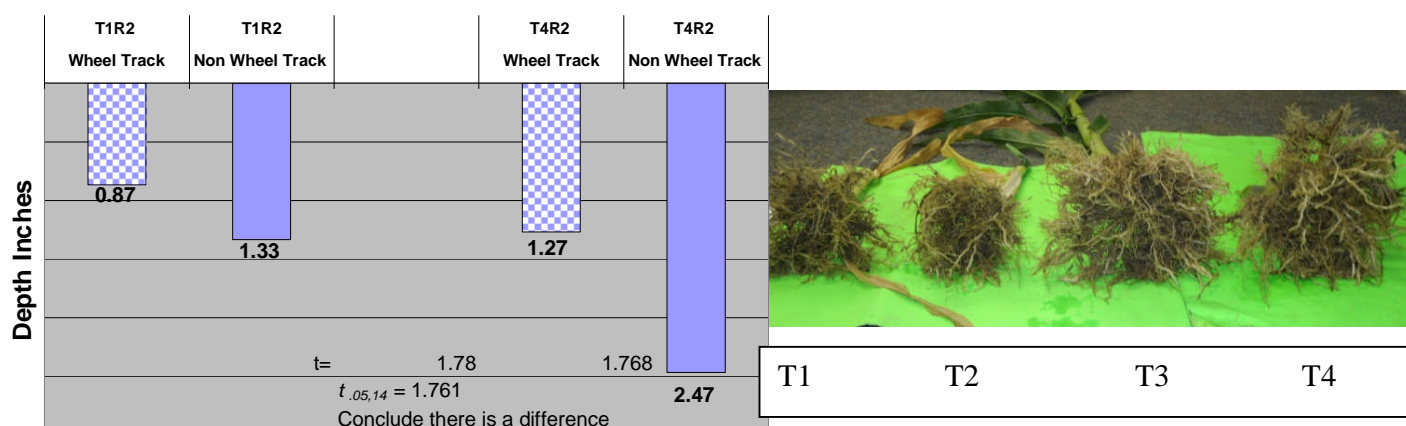 T1R2 T1R2 T4R2 T4R2
Wheel Track Non Wheel Track Wheel Track Non Wheel Track
Depth Inches
0.87
1.33
1.27
2.47
t= 1.78 1.768
t .05,14 = 1.761
Conclude there is a difference
T1 T2 T3 T4